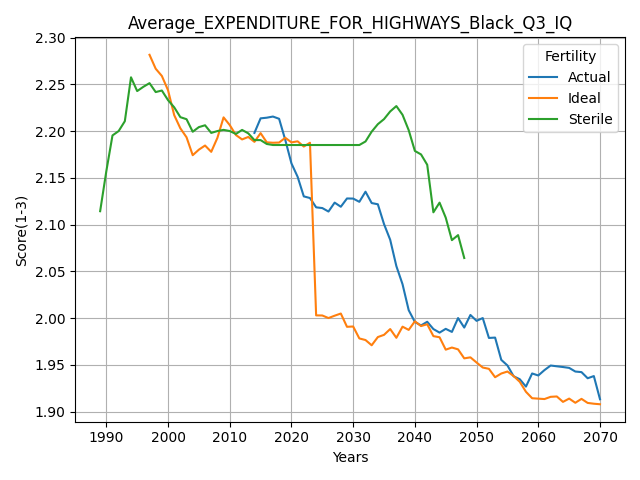 Average_EXPENDITURE_FOR_HIGHWAYS_Black_Q3_IQ
Fertility
Actual
Ideal
Sterile
Score(1-3)
2.30
2.25
2.20
2.15
2.10
2.05
2.00
1.95
1.90
1990 2000 2010 2020 2030 2040 2050 2060 2070
Years